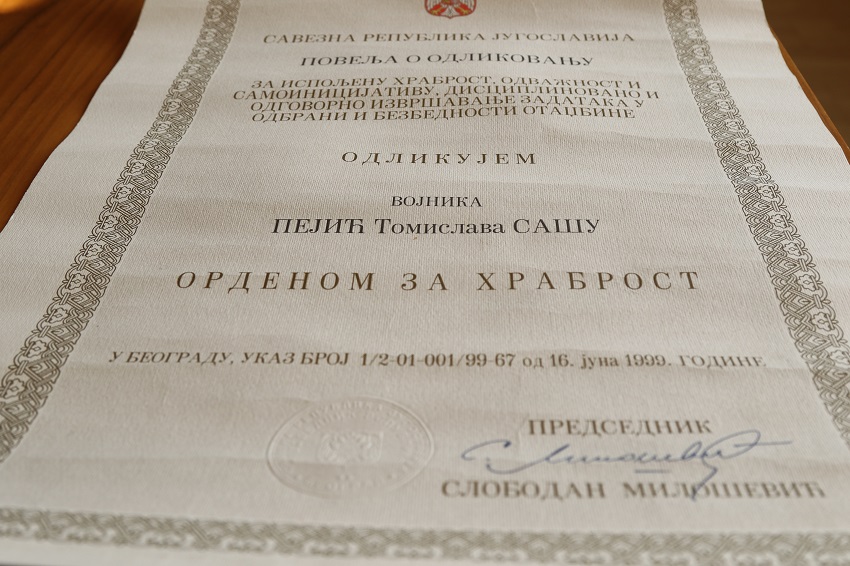 САВЕЗНА РЕПУБЛИКА ЈУГОСЛАВИЈА
ПОВЕЉА О ОДЛИКОВАЊУ
ЗА ИСПОЉЕНУ ХРАБРОСТ, ОДВАЖНОСТ И
САМОИНИЦИЈАТИВУ, ДИСЦИПЛИНОВАНО И
ОДГОВОРНО ИЗВРШАВАЊЕ ЗАДАТАКА У
ОДБРАНИ И БЕЗБЕДНОСТИ ОТАЏБИНЕ
ОДЛИКУЈЕМ
ВОЈНИКА
ПЕЈИЋ Томислава САШУ
ОРДЕНОМ ЗА ХРАБРОСТ
У БЕОГРАДУ, УКАЗ БРОЈ 1/2-01-001/99-67 од 16. јуна 1999. ГОДИНЕ
ПРЕДСЕДНИК
С. Милошевић
СЛОБОДАН МИЛОШЕВИЋ